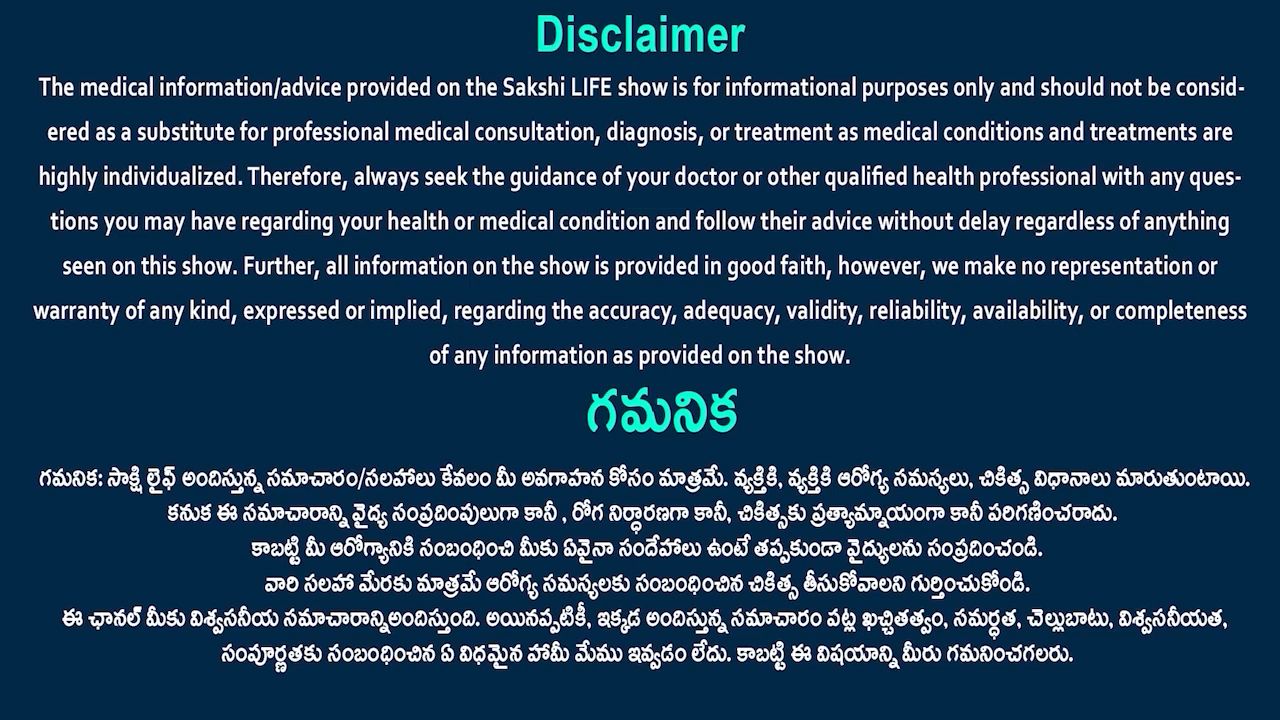 Disclaimer
The medical information/advice provided on the Sakshi LIFE show is for informational purposes only and should not be consid-
ered as a substitute for professional medical consultation, diagnosis, or treatment as medical conditions and treatments are
highly individualized. Therefore, always seek the guidance of your doctor or other qualified health professional with any ques-
tions you may have regarding your health or medical condition and follow their advice without delay regardless of anything
seen on this show. Further, all information on the show is provided in good faith, however, we make no representation or
warranty of any kind, expressed or implied, regarding the accuracy, adequacy, validity, reliability, availability, or completeness
of any information as provided on the show.
గమనిక
గమనిక: సాక్షి లైఫ్ అందిస్తున్న సమాచారం/సలహాలు కేవలం మీ అవగాహన కోసం మాత్రమే. వ్యక్తికి, వ్యక్తికి ఆరోగ్య సమస్యలు, చికిత్స విధానాలు మారుతుంటాయి.
కనుక ఈ సమాచారాన్ని వైద్య సంప్రదింపులుగా కానీ , రోగ నిర్ధారణగా కానీ, చికిత్సకు ప్రత్యామ్నాయంగా కానీ పరిగణించరాదు.
కాబట్టి మీ ఆరోగ్యానికి సంబంధించి మీకు ఏవైనా సందేహాలు ఉంటే తప్పకుండా వైద్యులను సంప్రదించండి.
వారి సలహా మేరకు మాత్రమే ఆరోగ్య సమస్యలకు సంబంధించిన చికిత్స తీసుకోవాలని గుర్తించుకోండి.
ఈ ఛానల్ మీకు విశ్వసనీయ సమాచారాన్నిఅందిస్తుంది. అయినప్పటికీ, ఇక్కడ అందిస్తున్న సమాచారం పట్ల ఖచ్చితత్వం, సమర్ధత, చెల్లుబాటు, విశ్వసనీయత,
సంపూర్ణతకు సంబంధించిన ఏ విధమైన హామీ మేము ఇవ్వడం లేదు. కాబట్టి ఈ విషయాన్ని మీరు గమనించగలరు.